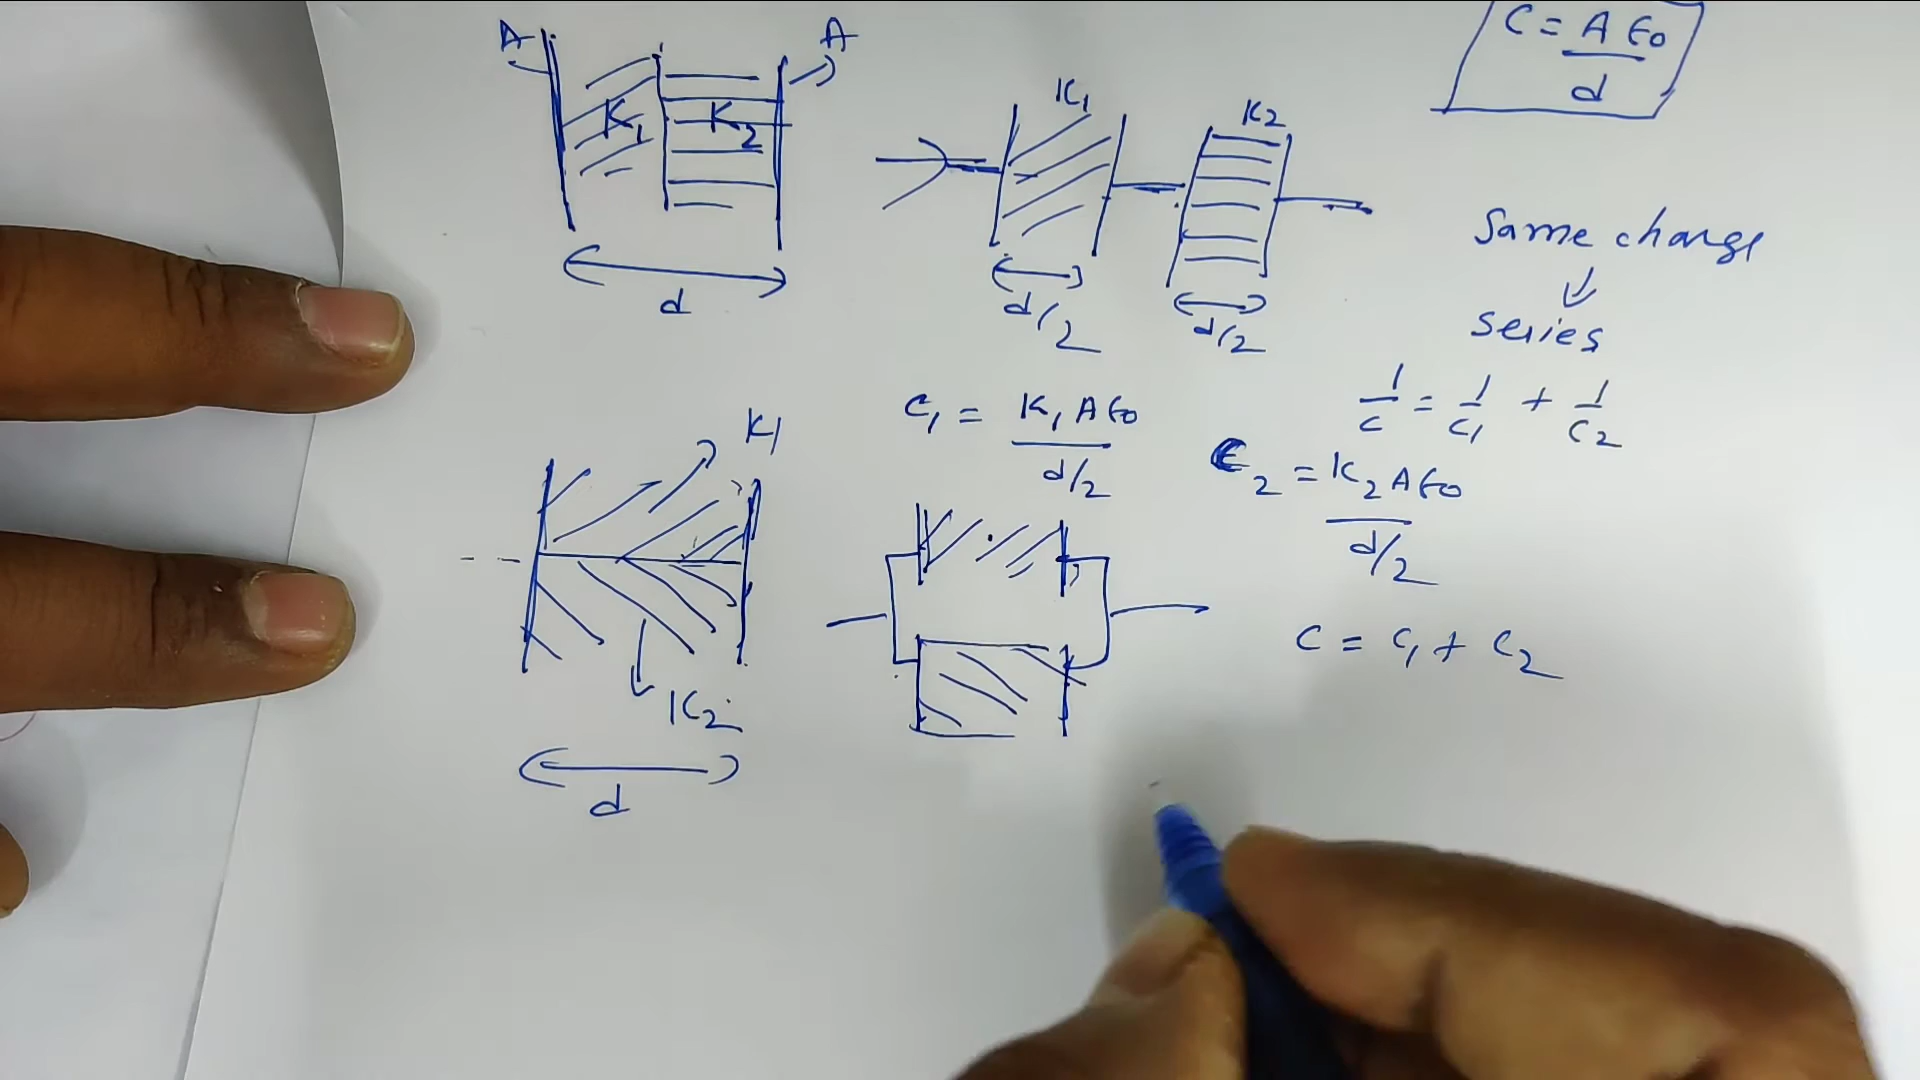 C = A ϵ0
d
A
A
K1
K2
K1
K2
d
d/2
d/2
Same charge
↓
series
1/C = 1/C1 + 1/C2
C1 = K1 A ϵ0
d/2
C2 = K2 A ϵ0
d/2
K1
K2
d
C = C1 + C2